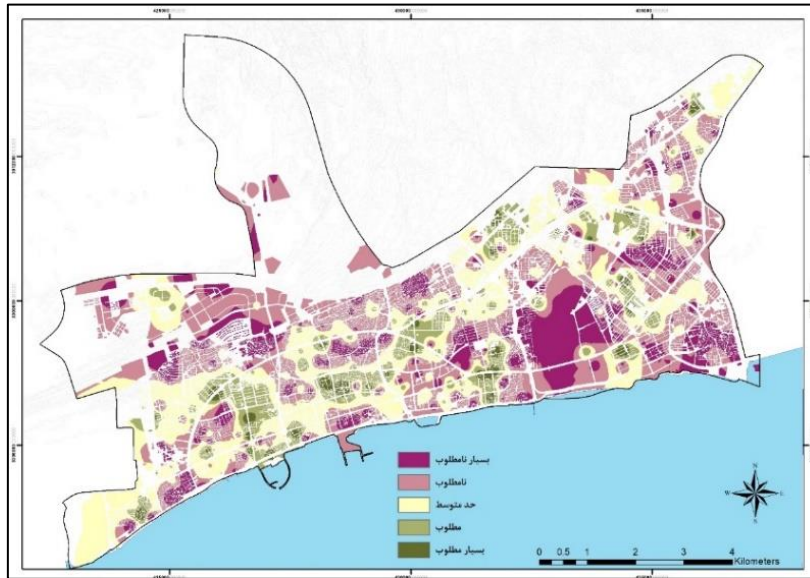 بسیار نامطلوب
نامطلوب
حد متوسط
مطلوب
بسیار مطلوب
N
W
E
S
0 0.5 1 2 3 4
Kilometers